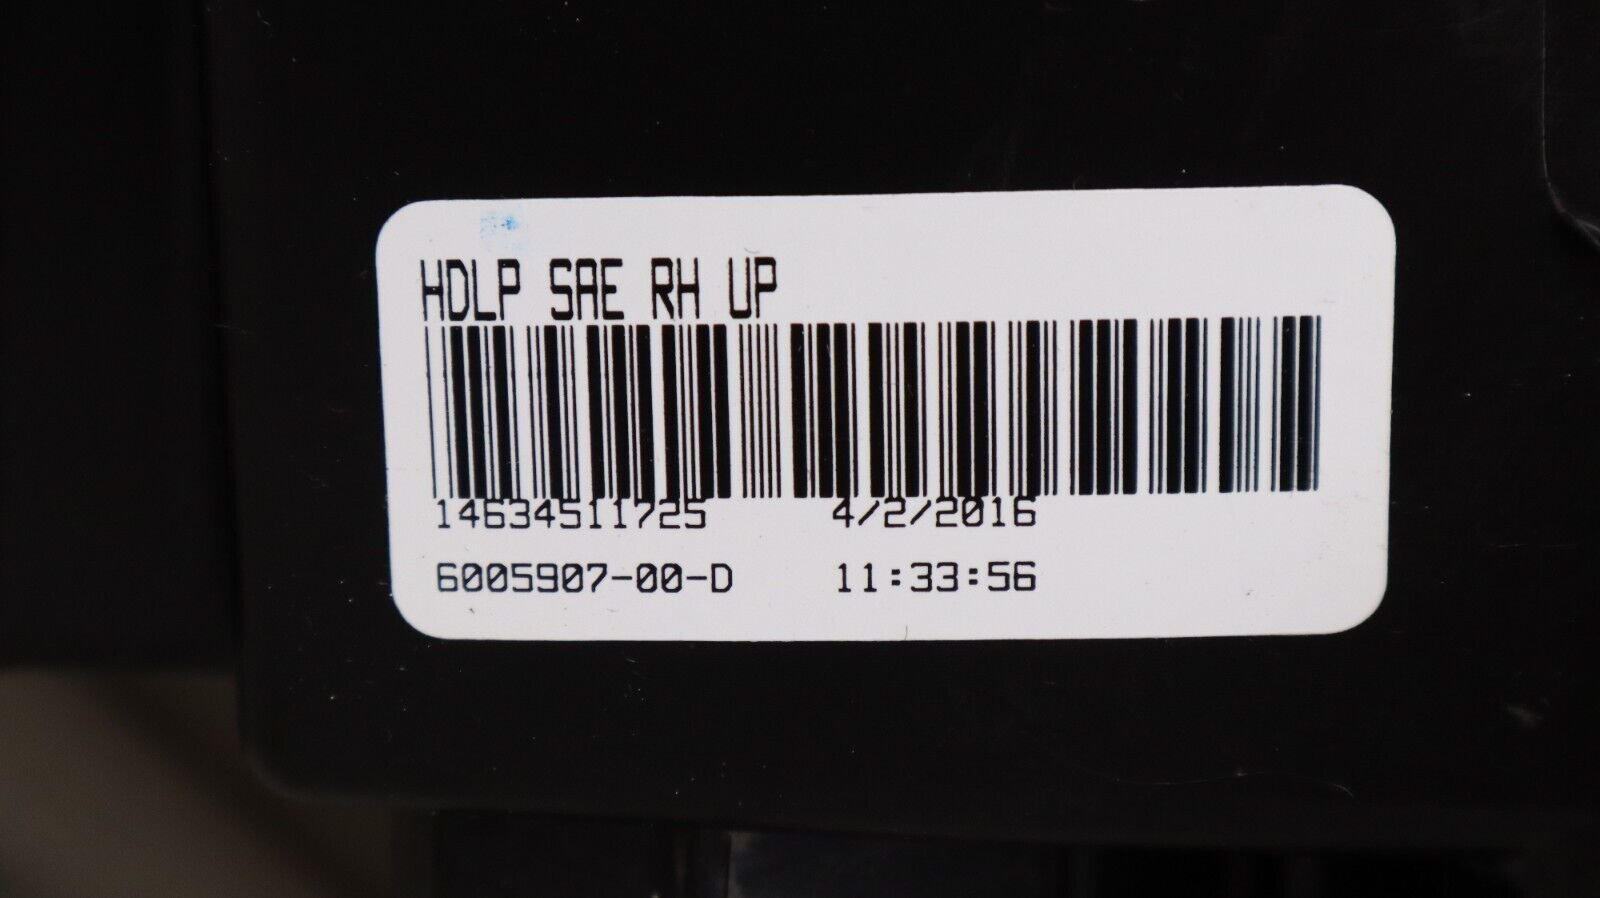 HDLP SAE RH UP
14634511725 4/2/2016
6005907-00-D 11:33:56